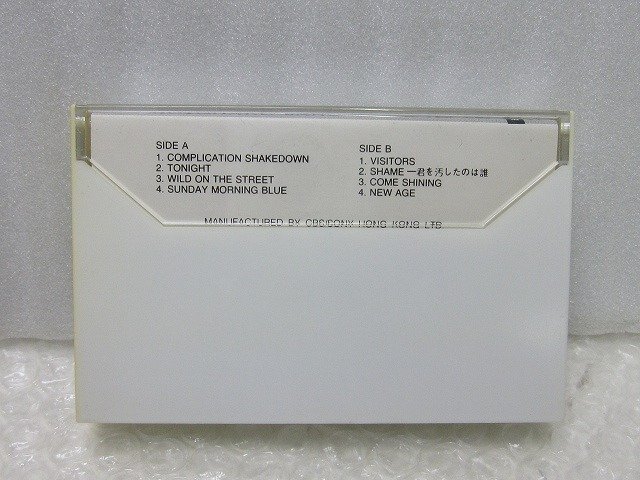 SIDE A
1. COMPLICATION SHAKEDOWN
2. TONIGHT
3. WILD ON THE STREET
4. SUNDAY MORNING BLUE
SIDE B
1. VISITORS
2. SHAME —君を汚したのは誰
3. COME SHINING
4. NEW AGE
MANUFACTURED BY CBS/SONY HONG KONG LTD.